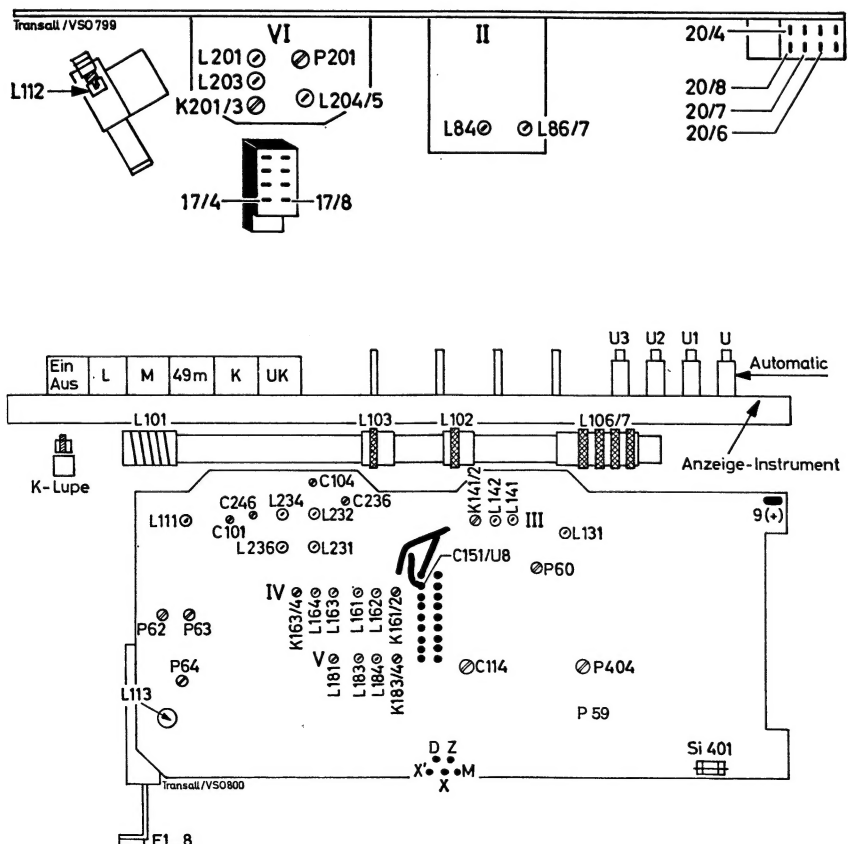 Transall/VSO799
VI
II
L201
P201
L203
K201/3
L204/5
L112
L84
L86/7
20/4
20/8
20/7
20/6
17/4
17/8
U3
U2
U1
U
Ein
Aus
L
M
49m
K
UK
Automatic
L101
L103
L102
L106/7
Anzeige-Instrument
K-Lupe
C104
C236
C246
L234
L232
K141/2
L142
L141
III
9(+)
L111
C101
L131
L236
L231
C151/U8
P60
IV
K163/4
L164
L163
L161
L162
K161/2
P62
P63
V
L181
L183
L184
K183/4
P64
C114
P404
L113
P 59
D
Z
X'
M
X
Si 401
Transall/VSO800